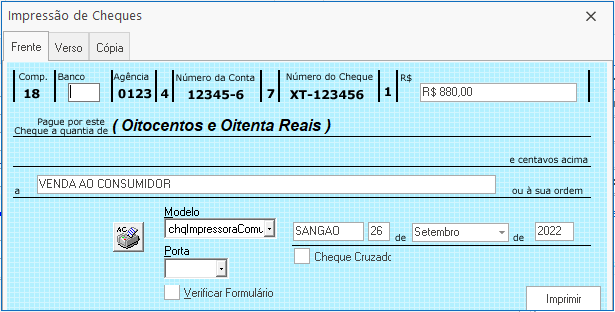 Impressão de Cheques
Frente Verso Cópia
Comp. Banco Agência Número da Conta Número do Cheque R$
18 0123 4 12345-6 7 XT-123456 1 R$ 880,00
Pague por este
Cheque a quantia de ( Oitocentos e Oitenta Reais )
e centavos acima
a VENDA AO CONSUMIDOR ou à sua ordem
Modelo
chqImpressoraComu SANGAO 26 de Setembro de 2022
Porta
Cheque Cruzado
Verificar Formulário
Imprimir